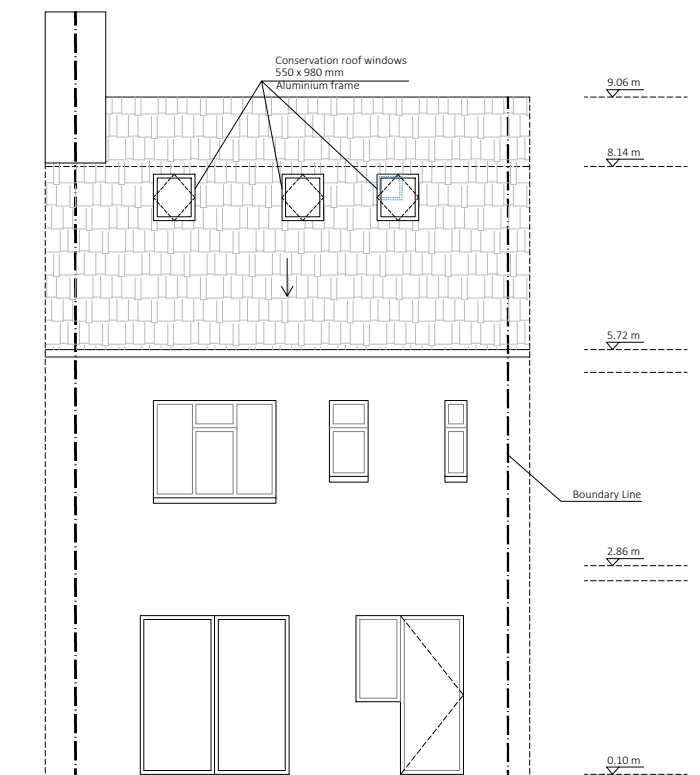 Conservation roof windows
550 x 980 mm
Aluminium frame
9.06 m
8.14 m
5.72 m
Boundary Line
2.86 m
0.10 m